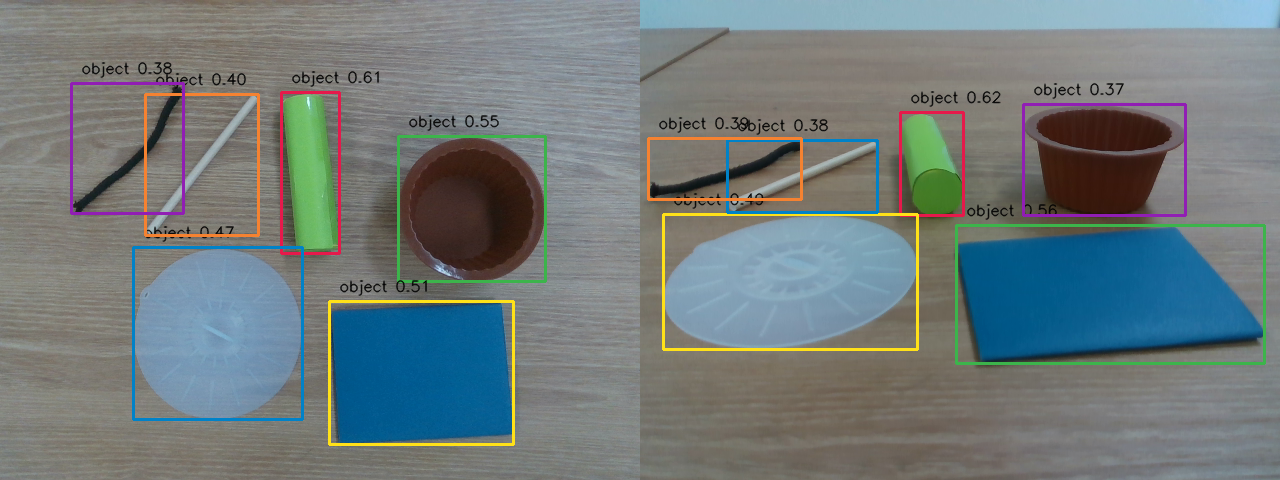 object 0.38
object 0.40
object 0.61
object 0.55
object 0.47
object 0.51
object 0.39
object 0.38
object 0.62
object 0.37
object 0.49
object 0.56